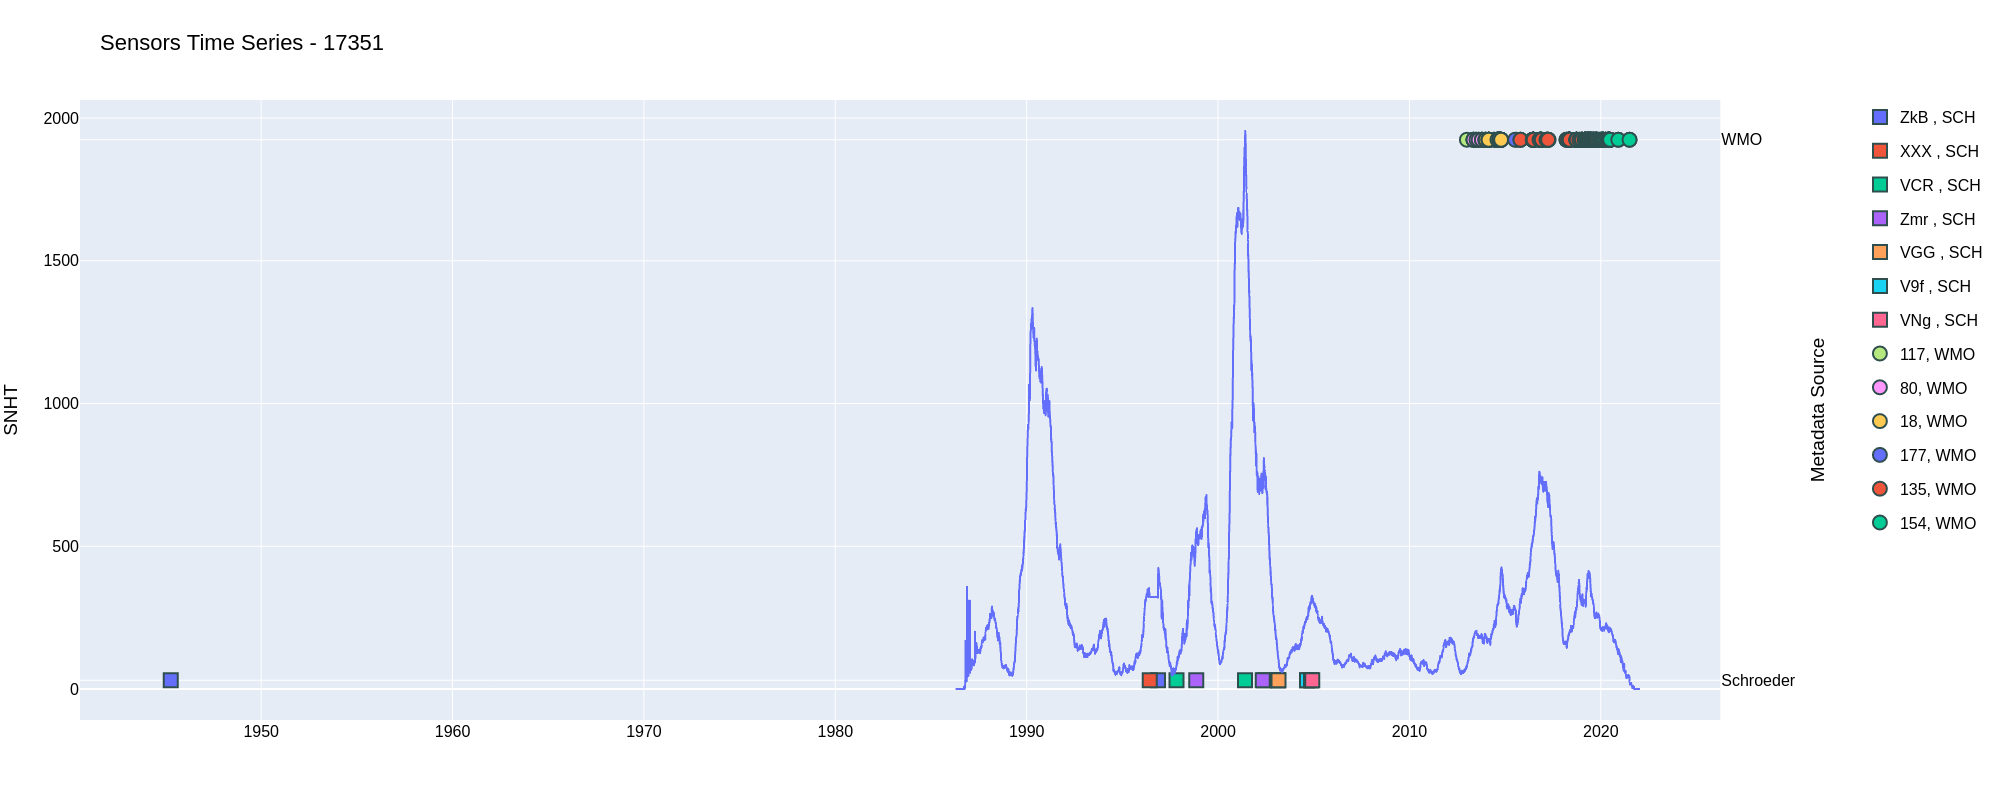 Sensors Time Series - 17351
2000
1500
1000
500
0
SNHT
1950
1960
1970
1980
1990
2000
2010
2020
WMO
Schroeder
Metadata Source
ZkB , SCH
XXX , SCH
VCR , SCH
Zmr , SCH
VGG , SCH
V9f , SCH
VNg , SCH
117, WMO
80, WMO
18, WMO
177, WMO
135, WMO
154, WMO